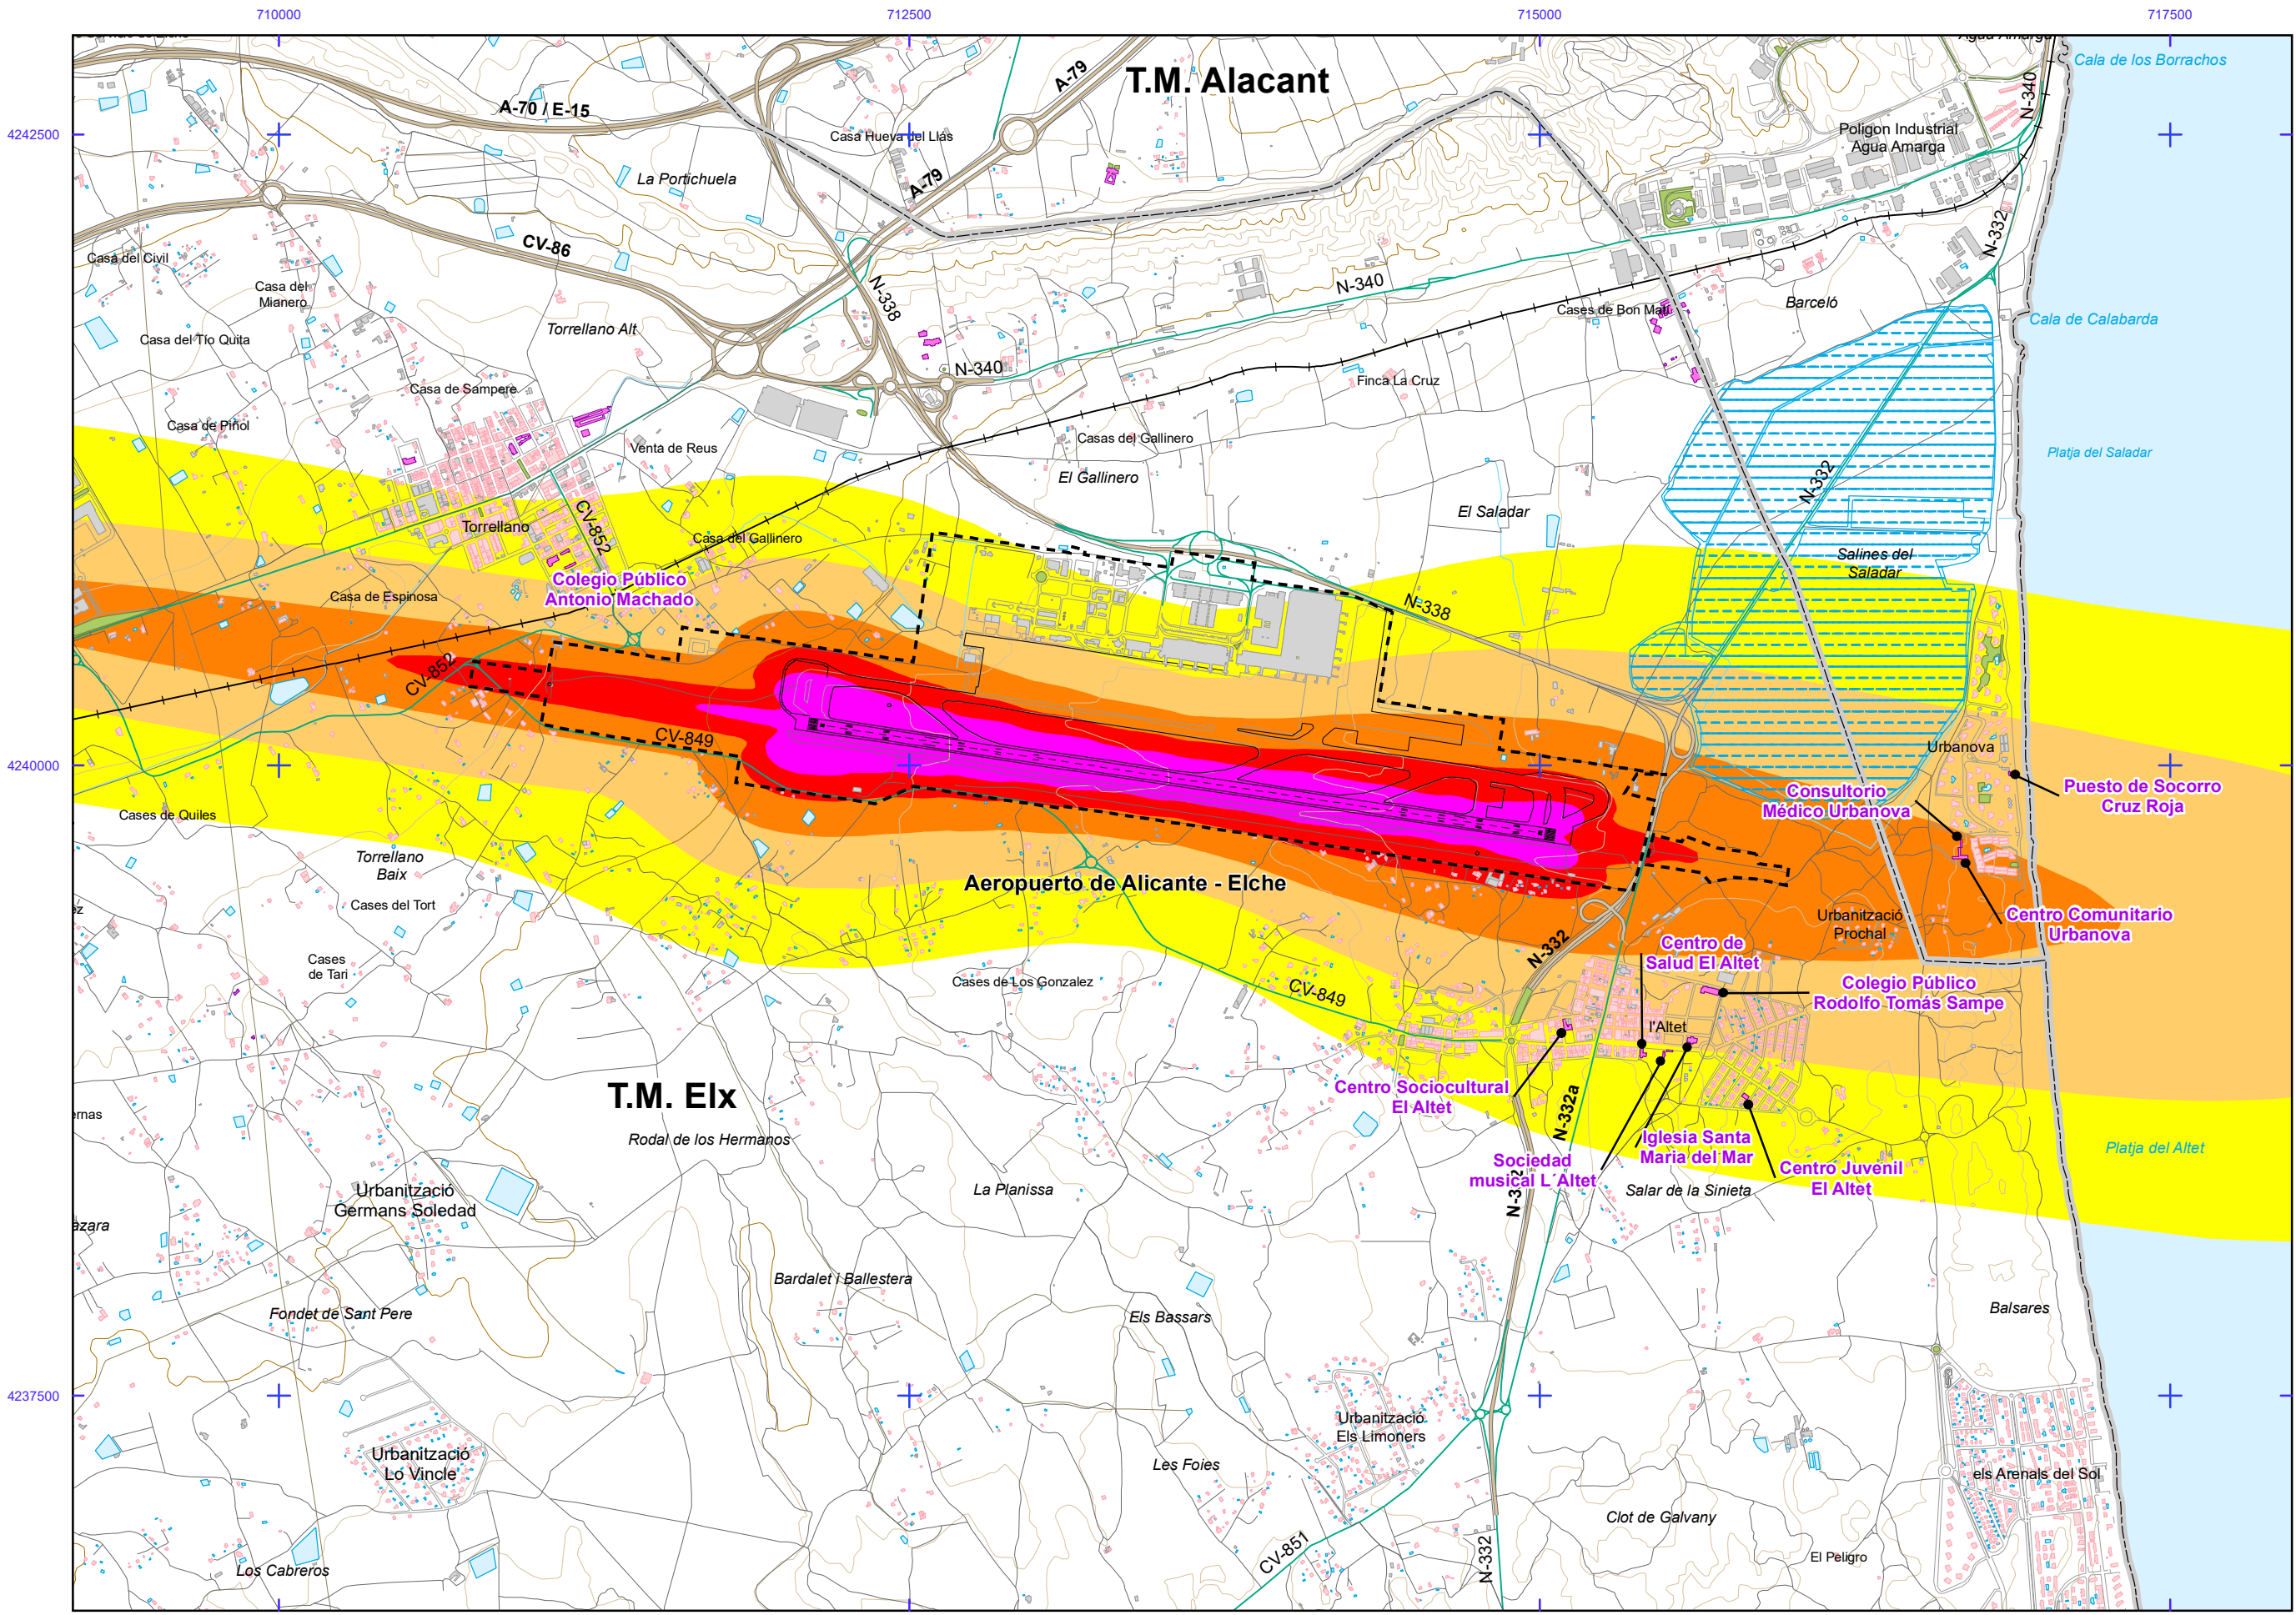 710000
712500
715000
717500
4242500
4240000
4237500
T.M. Alacant
Agua Amarga
Cala de los Borrachos
A-70 / E-15
A-79
N-340
Casa Hueva del Llás
Poligon Industrial
Agua Amarga
La Portichuela
A-79
CV-86
N-332
Casa del Civil
Casa del
Mianero
N-338
N-340
Cases de Bon Matí
Barceló
Cala de Calabarda
Casa del Tío Quita
Torrellano Alt
N-340
Casa de Sampere
Finca La Cruz
Casa de Piñol
Venta de Reus
Casas del Gallinero
El Gallinero
Platja del Saladar
N-332
El Saladar
Torrellano
CV-852
Casa del Gallinero
Salines del
Saladar
Colegio Público
Antonio Machado
Casa de Espinosa
N-338
CV-852
CV-849
Urbanova
Puesto de Socorro
Cruz Roja
Consultorio
Médico Urbanova
Cases de Quiles
Torrellano
Baix
Aeropuerto de Alicante - Elche
Cases del Tort
Urbanització
Prochal
Centro Comunitario
Urbanova
N-332
Centro de
Salud El Altet
Cases
de Tari
Cases de Los Gonzalez
CV-849
Colegio Público
Rodolfo Tomás Sampe
l'Altet
T.M. Elx
Centro Sociocultural
El Altet
N-332a
Rodal de los Hermanos
Iglesia Santa
Maria del Mar
Platja del Altet
Sociedad
musical L´Altet
Centro Juvenil
El Altet
N-332
Urbanització
Germans Soledad
La Planissa
Salar de la Sinieta
Bardalet i Ballestera
Fondet de Sant Pere
Els Bassars
Balsares
Urbanització
Els Limoners
Urbanització
Lo Vincle
Les Foies
els Arenals del Sol
Clot de Galvany
CV-851
N-332
El Peligro
Los Cabreros